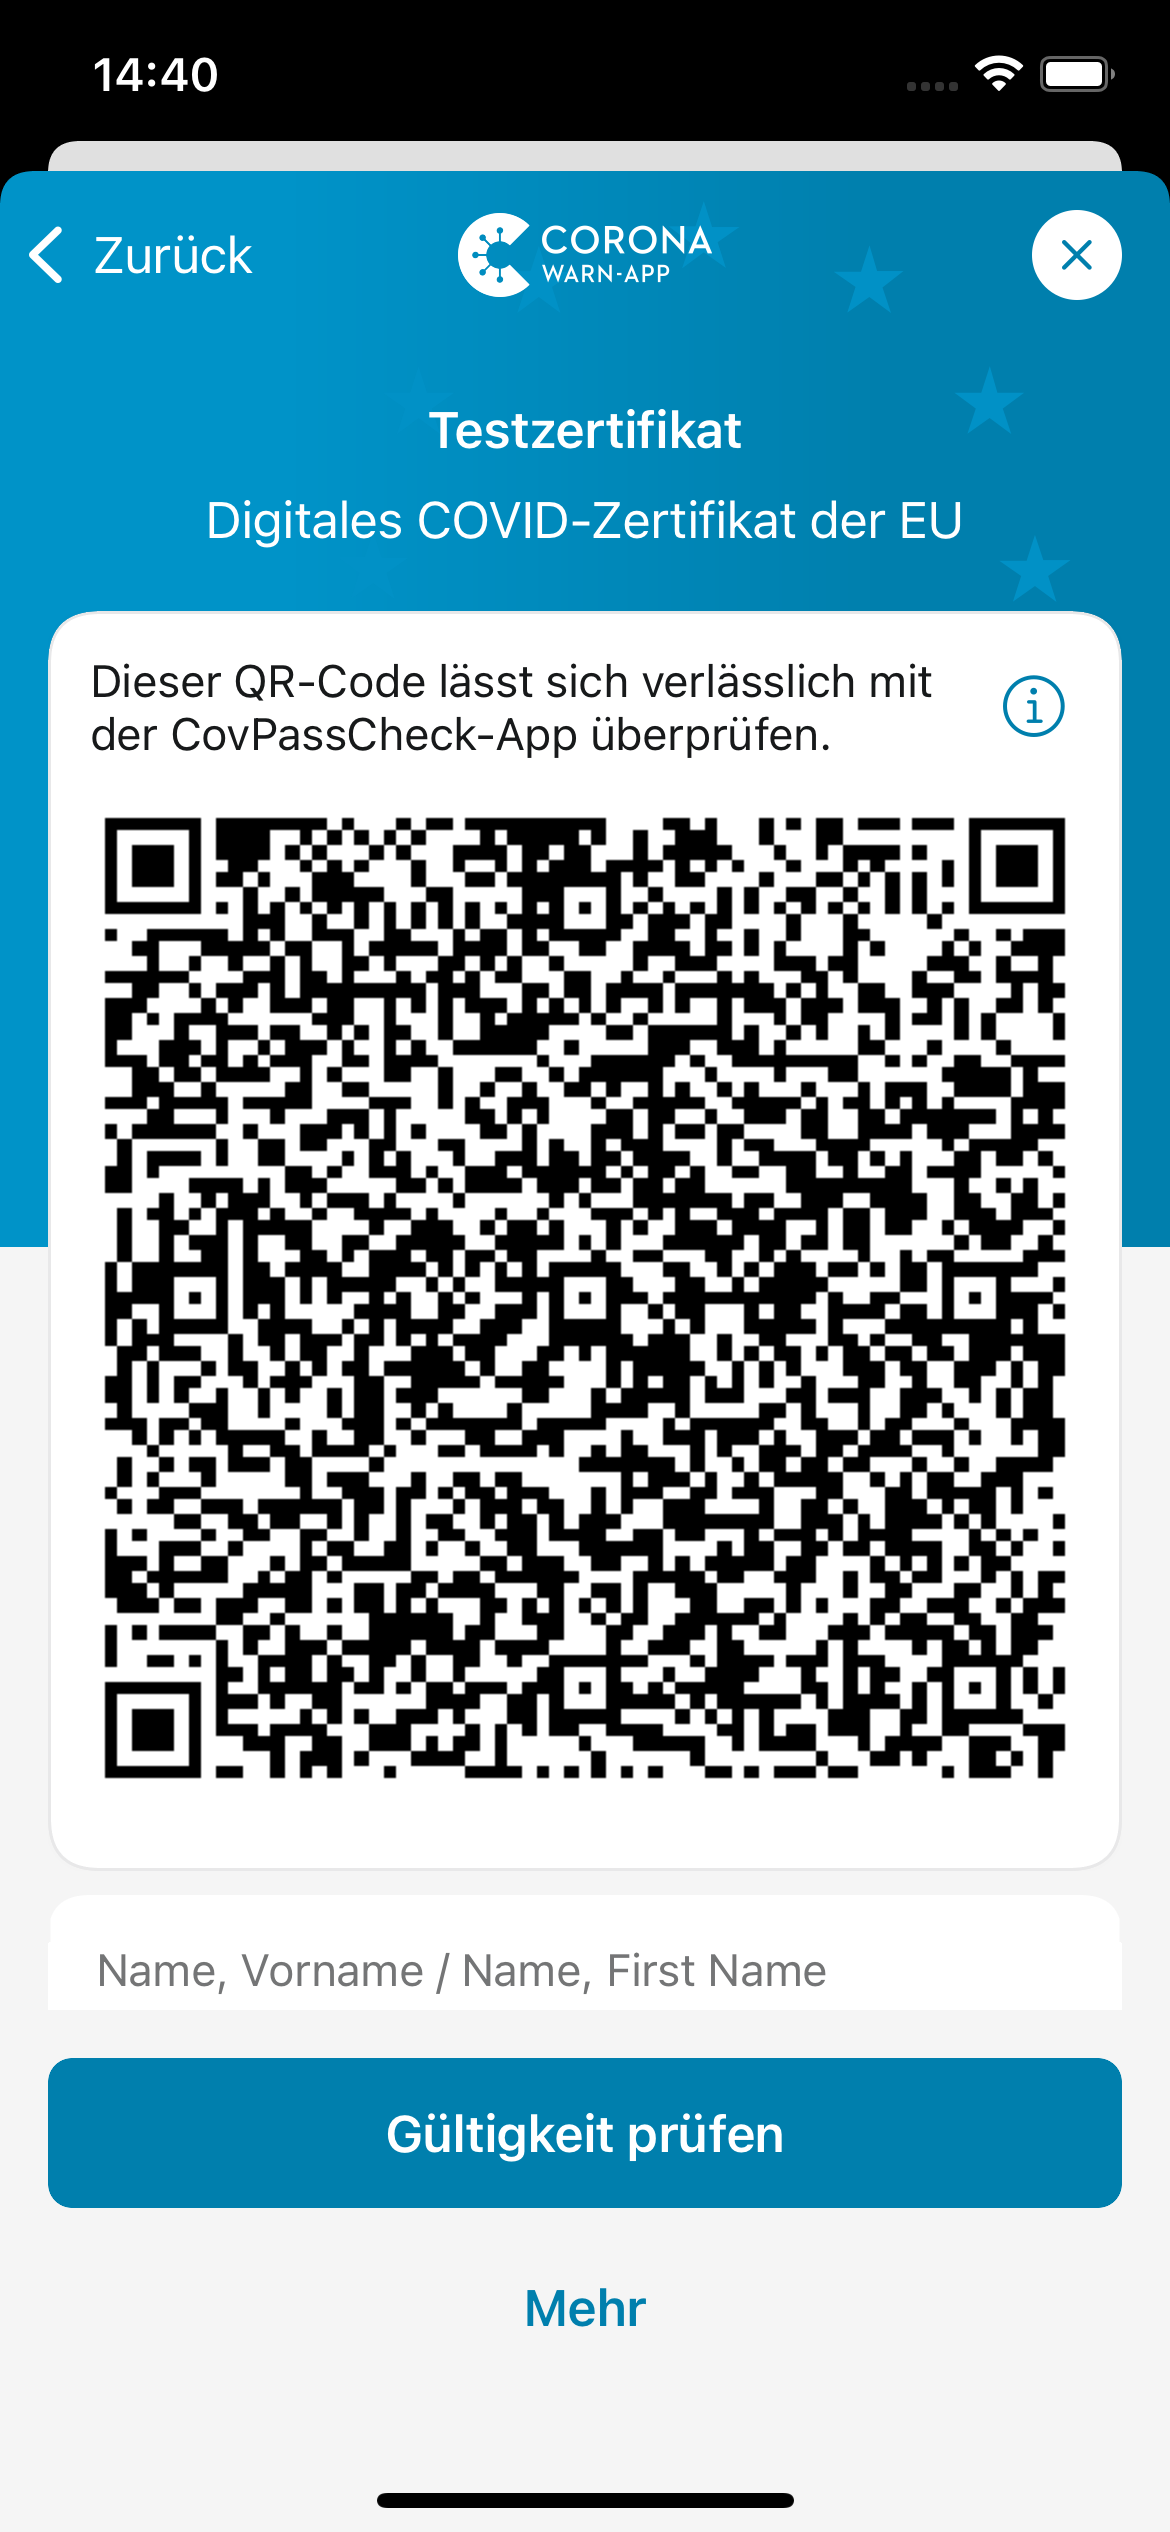 14:40
Zurück
CORONA
WARN-APP
Testzertifikat
Digitales COVID-Zertifikat der EU
Dieser QR-Code lässt sich verlässlich mit
der CovPassCheck-App überprüfen.
Name, Vorname / Name, First Name
Gültigkeit prüfen
Mehr